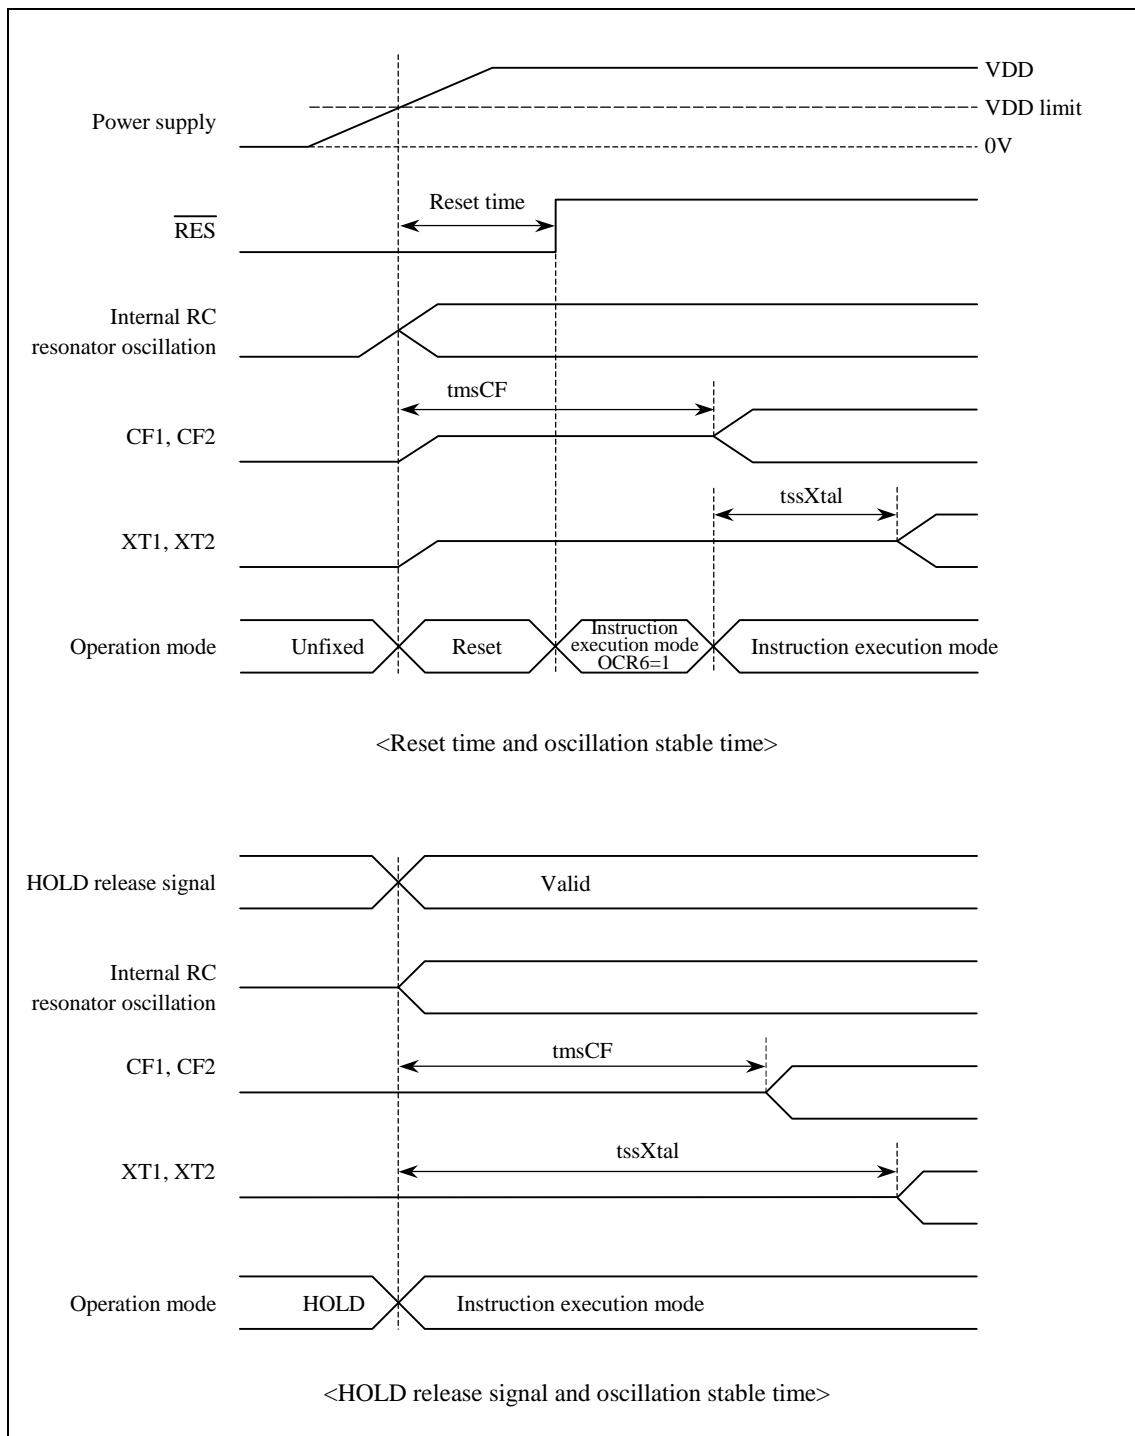 VDD
VDD limit
Power supply
0V
Reset time
RES
Internal RC
resonator oscillation
tmsCF
CF1, CF2
tssXtal
XT1, XT2
Operation mode
Unfixed
Reset
Instruction
execution mode
OCR6=1
Instruction execution mode
<Reset time and oscillation stable time>
HOLD release signal
Valid
Internal RC
resonator oscillation
tmsCF
CF1, CF2
tssXtal
XT1, XT2
Operation mode
HOLD
Instruction execution mode
<HOLD release signal and oscillation stable time>